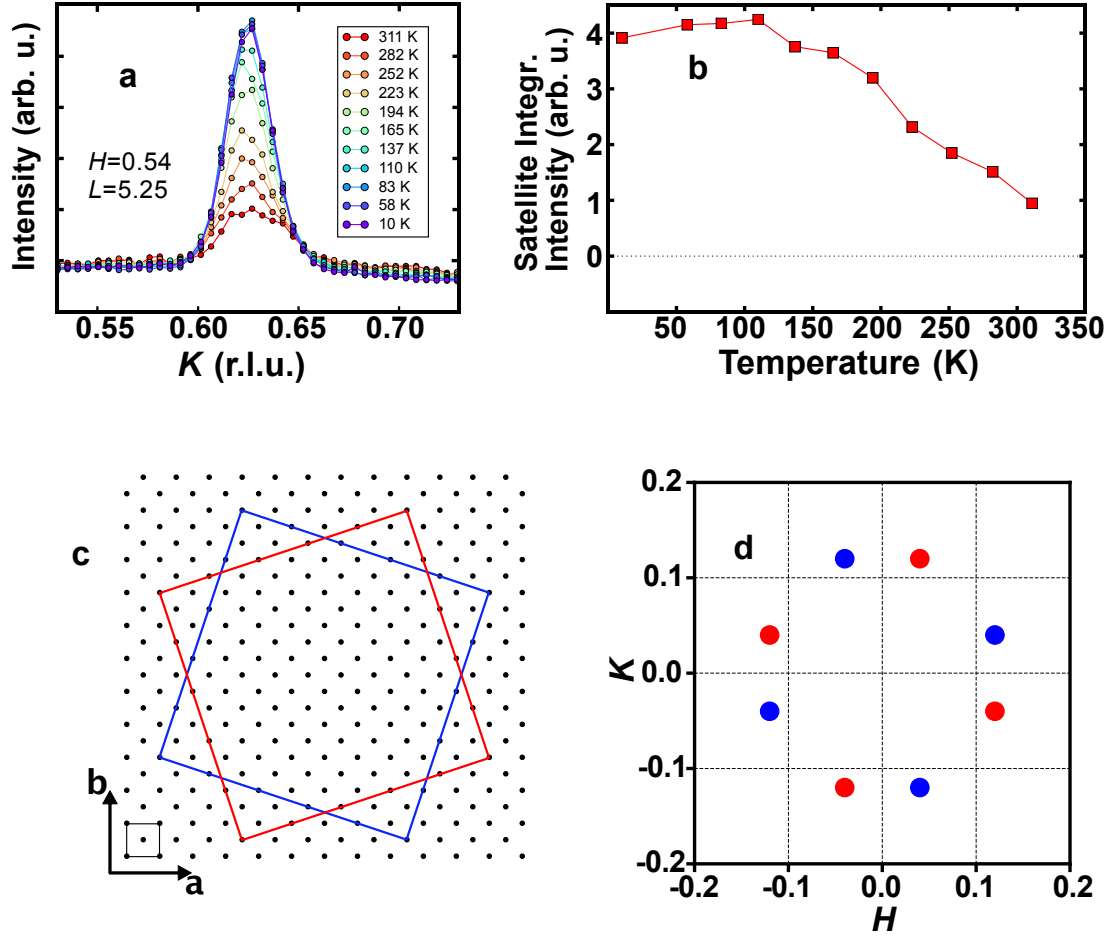 a
Intensity (arb. u.)
H=0.54
L=5.25
311 K
282 K
252 K
223 K
194 K
165 K
137 K
110 K
83 K
58 K
10 K
0.55
0.60
0.65
0.70
K (r.l.u.)
b
Satellite Integr.
Intensity (arb. u.)
4
3
2
1
0
50
100
150
200
250
300
350
Temperature (K)
c
b
a
d
K
0.2
0.1
0.0
-0.1
-0.2
-0.2
-0.1
0.0
0.1
0.2
H